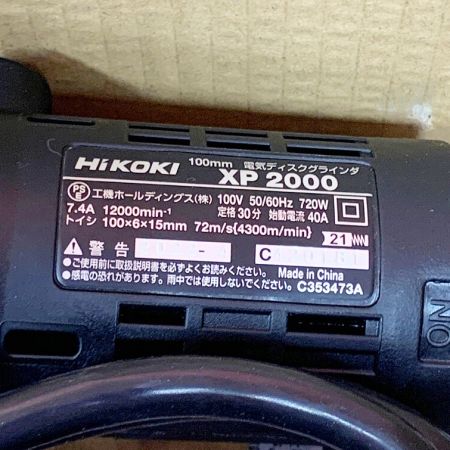 HiKOKI 100mm 電気ディスクグラインダ
XP 2000
PS E 工機ホールディングス(株) 100V 50/60Hz 720W
7.4A 12000min⁻¹ 定格30分 始動電流 40A
トイシ 100×6×15mm 72m/s{4300m/min} 21
警告 C
●ご使用前に取扱説明書を必ずよくお読みください。 Made in China
●感電の恐れがあります。雨中では使用しないでください。 C353473A
ON